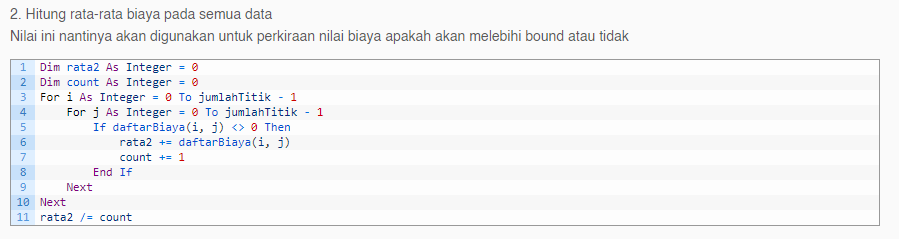 2. Hitung rata-rata biaya pada semua data
Nilai ini nantinya akan digunakan untuk perkiraan nilai biaya apakah akan melebihi bound atau tidak
1 Dim rata2 As Integer = 0
2 Dim count As Integer = 0
3 For i As Integer = 0 To jumlahTitik - 1
4     For j As Integer = 0 To jumlahTitik - 1
5         If daftarBiaya(i, j) <> 0 Then
6             rata2 += daftarBiaya(i, j)
7             count += 1
8         End If
9     Next
10 Next
11 rata2 /= count